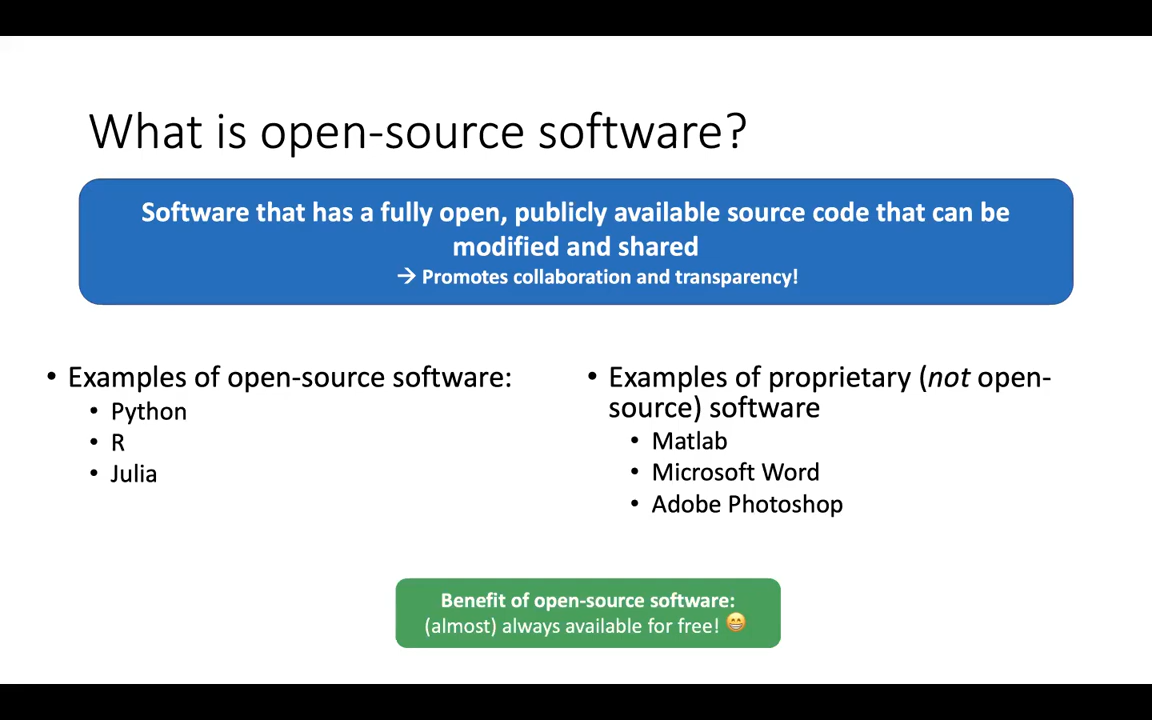 What is open-source software?
Software that has a fully open, publicly available source code that can be
modified and shared
→ Promotes collaboration and transparency!
• Examples of open-source software:
• Python
• R
• Julia
• Examples of proprietary (not open-
source) software
• Matlab
• Microsoft Word
• Adobe Photoshop
Benefit of open-source software:
(almost) always available for free! 😁